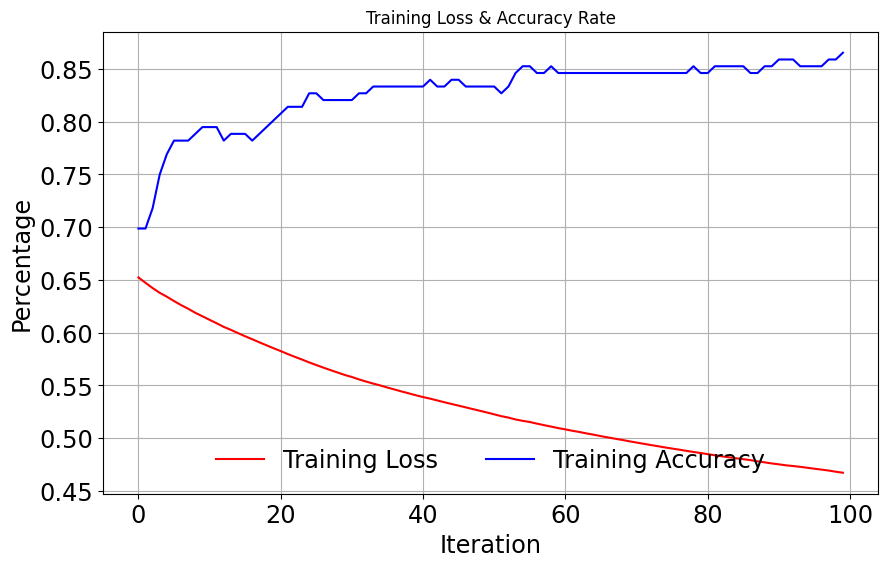 Training Loss & Accuracy Rate
0.85
0.80
0.75
0.70
0.65
0.60
0.55
0.50
0.45
Percentage
Training Loss Training Accuracy
0 20 40 60 80 100
Iteration